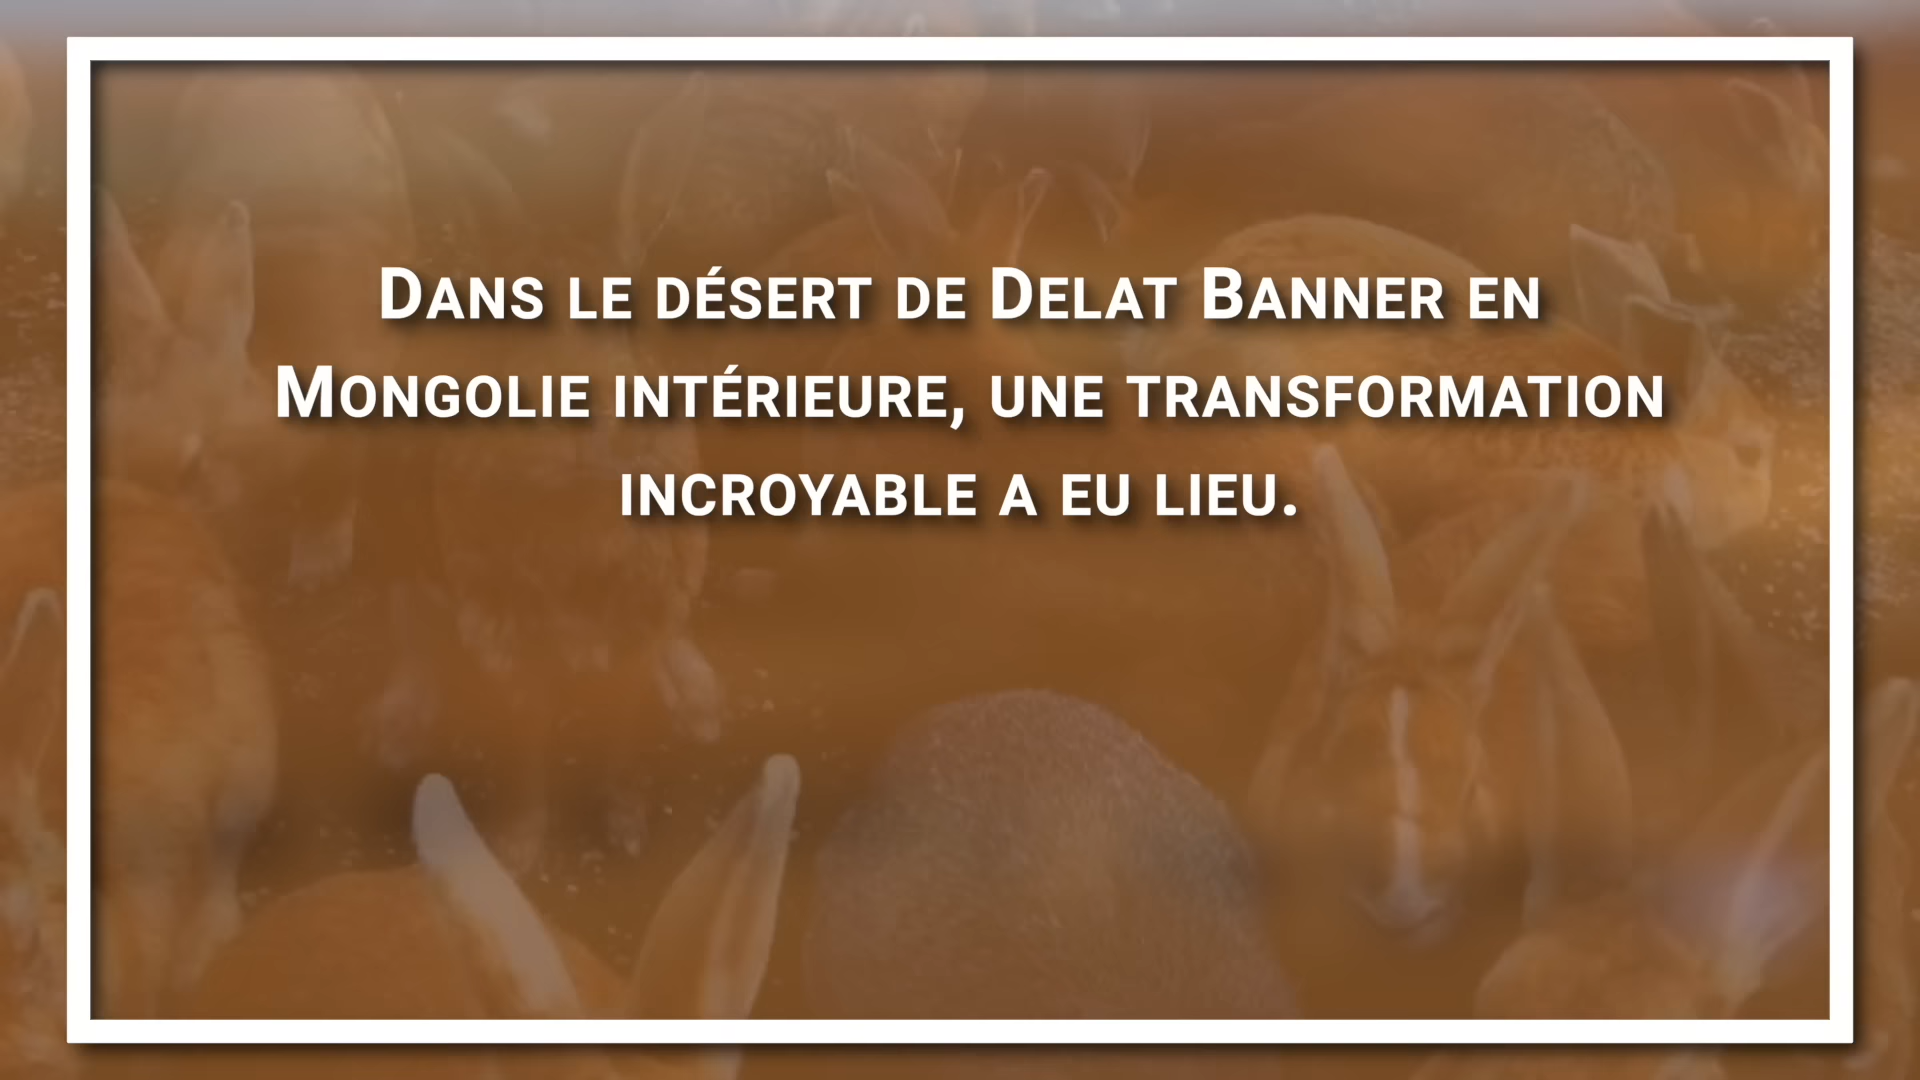 Dans le désert de Delat Banner en
Mongolie intérieure, une transformation
incroyable a eu lieu.